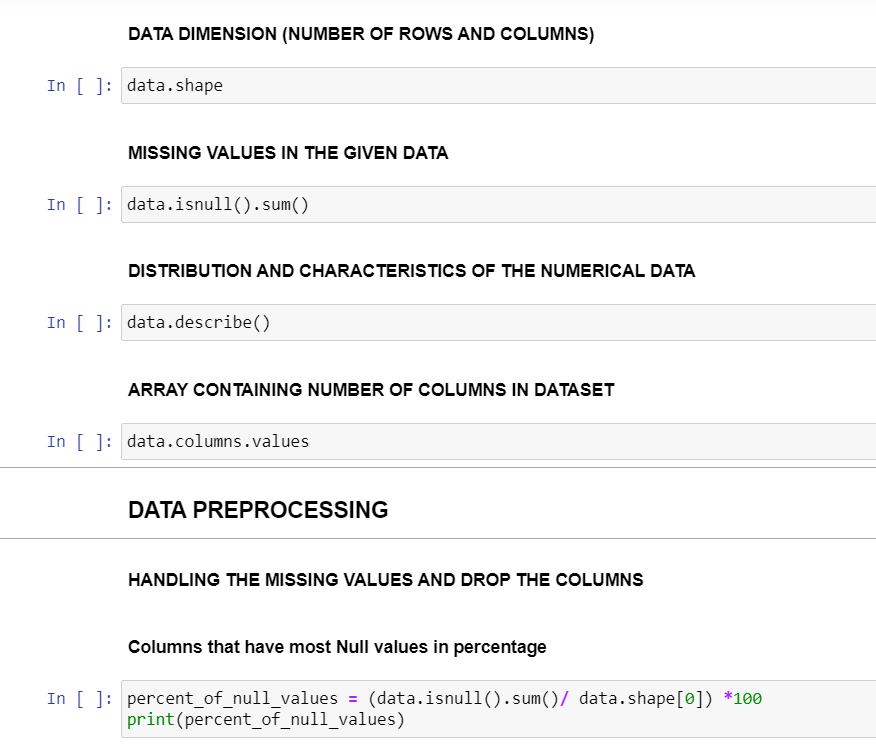 DATA DIMENSION (NUMBER OF ROWS AND COLUMNS)
In [ ]: data.shape
MISSING VALUES IN THE GIVEN DATA
In [ ]: data.isnull().sum()
DISTRIBUTION AND CHARACTERISTICS OF THE NUMERICAL DATA
In [ ]: data.describe()
ARRAY CONTAINING NUMBER OF COLUMNS IN DATASET
In [ ]: data.columns.values
DATA PREPROCESSING
HANDLING THE MISSING VALUES AND DROP THE COLUMNS
Columns that have most Null values in percentage
In [ ]: percent_of_null_values = (data.isnull().sum()/ data.shape[0]) *100
print(percent_of_null_values)